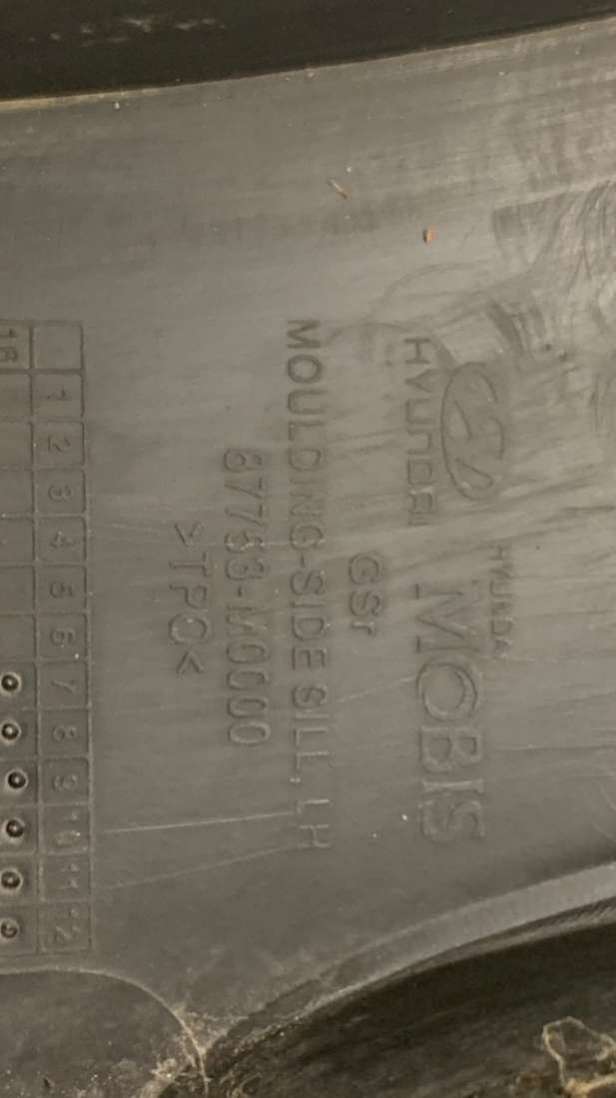 HYUNDAI
HYUNDAI
MOBIS
GSr
MOULDING-SIDE SILL, LH
87753-M0000
>TPO<
1 2 3 4 5 6 7 8 9 10 11 12
18